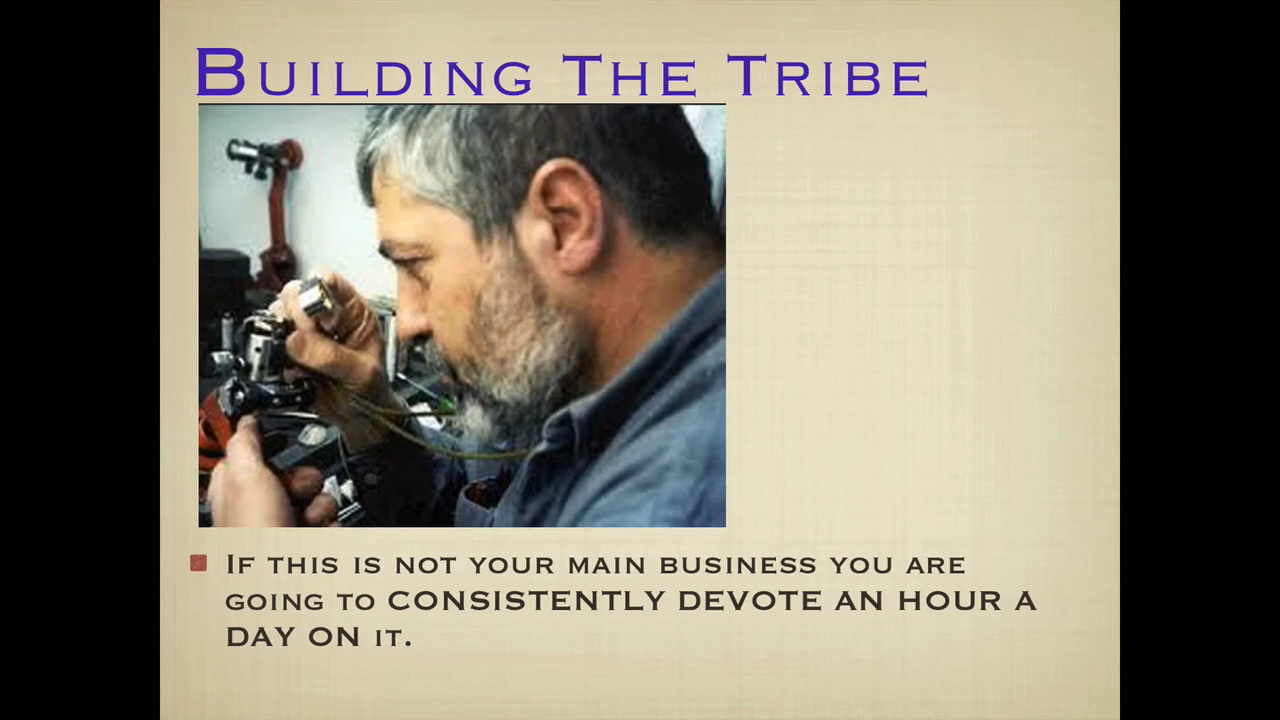 Building The Tribe
If this is not your main business you are
going to CONSISTENTLY DEVOTE AN HOUR A
DAY ON it.